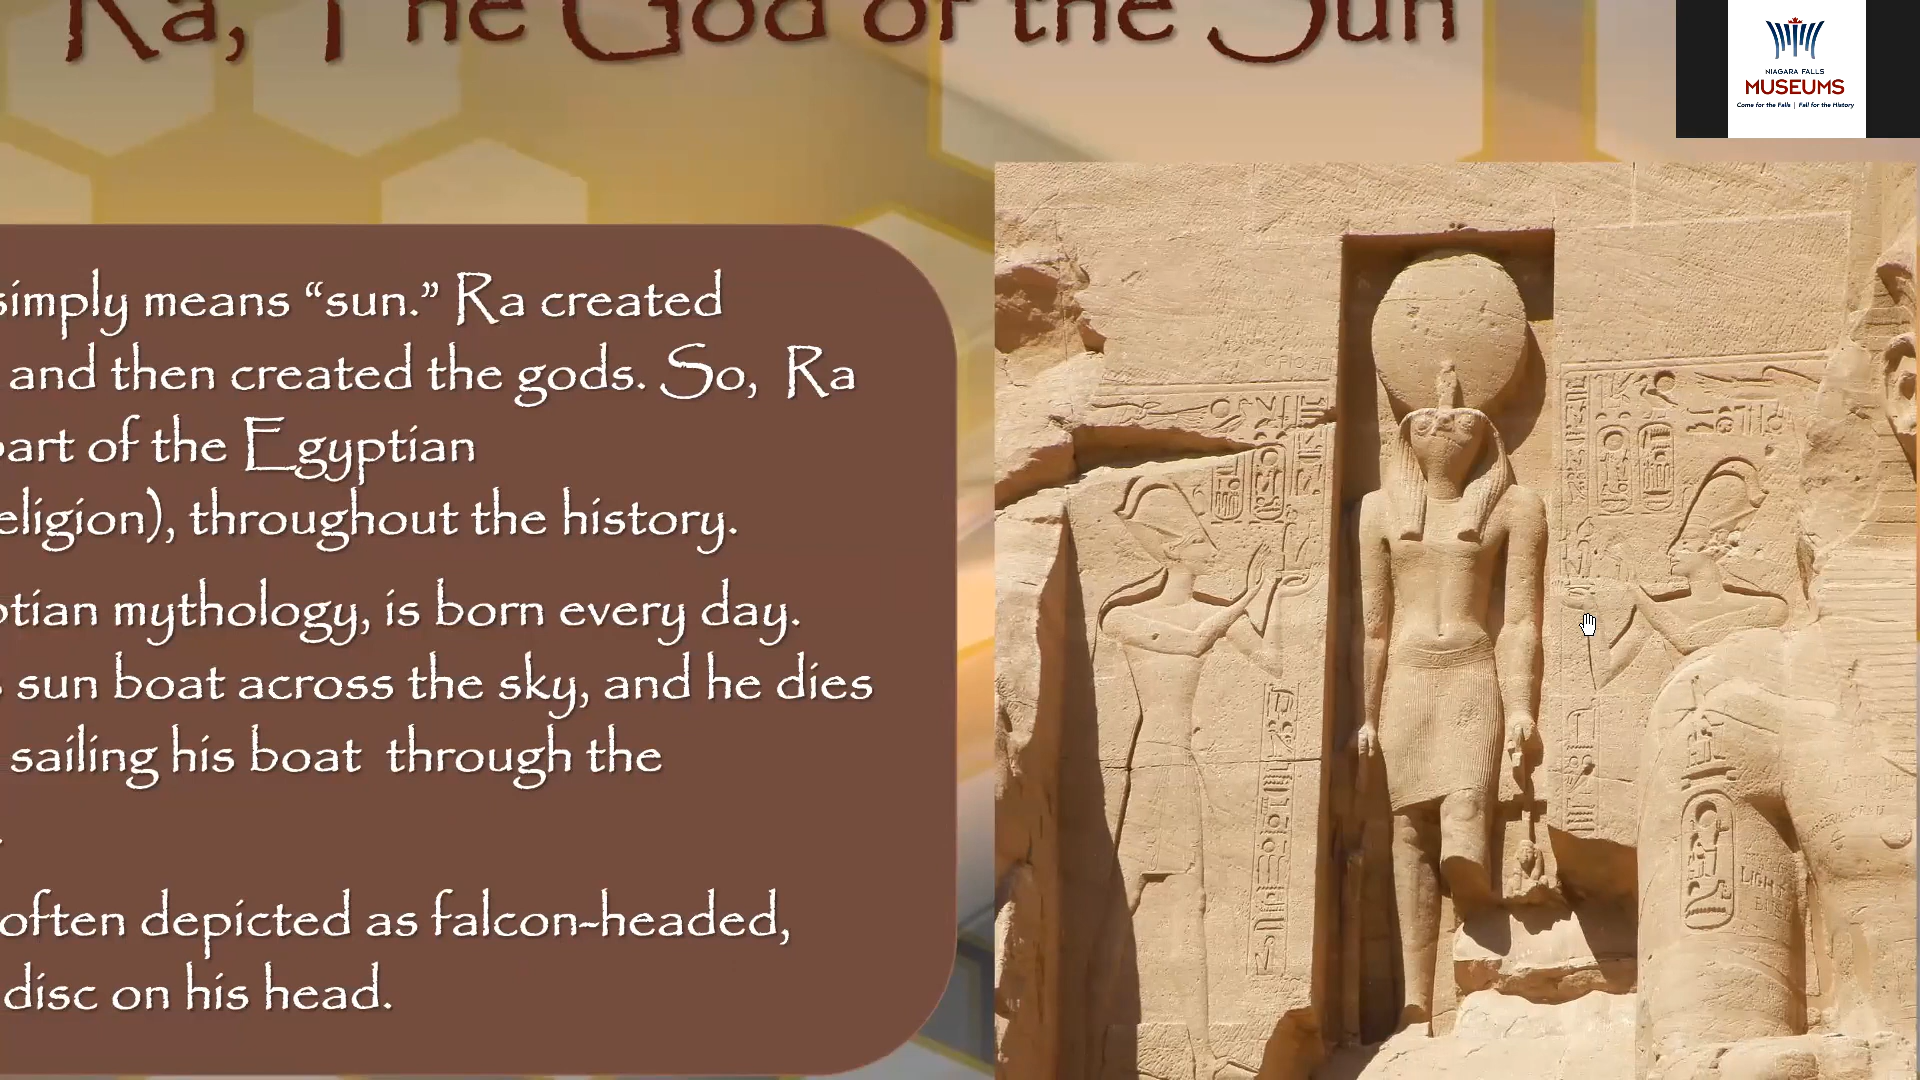 Ra, The God of the Sun
NIAGARA FALLS
MUSEUMS
Come for the Falls | Fall for the History
simply means “sun.” Ra created
and then created the gods. So, Ra
part of the Egyptian
eligion), throughout the history.
ptian mythology, is born every day.
s sun boat across the sky, and he dies
sailing his boat through the
.
often depicted as falcon-headed,
disc on his head.